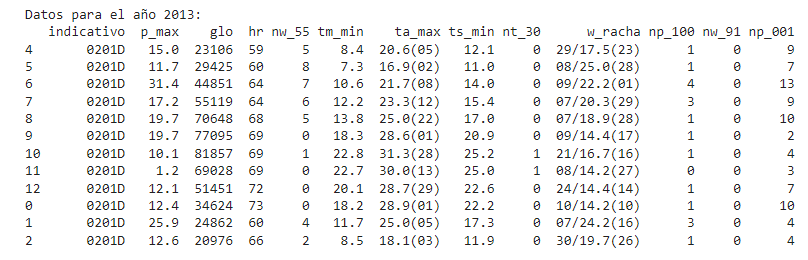 Datos para el año 2013:
indicativo p_max glo hr nw_55 tm_min ta_max ts_min nt_30 w_racha np_100 nw_91 np_001
4 0201D 15.0 23106 59 5 8.4 20.6(05) 12.1 0 29/17.5(23) 1 0 9
5 0201D 11.7 29425 60 8 7.3 16.9(02) 11.0 0 08/25.0(28) 1 0 7
6 0201D 31.4 44851 64 7 10.6 21.7(08) 14.0 0 09/22.2(01) 4 0 13
7 0201D 17.2 55119 64 6 12.2 23.3(12) 15.4 0 07/20.3(29) 3 0 9
8 0201D 19.7 70648 68 5 13.8 25.0(22) 17.0 0 07/18.9(28) 1 0 10
9 0201D 19.7 77095 69 0 18.3 28.6(01) 20.9 0 09/14.4(17) 1 0 2
10 0201D 10.1 81857 69 1 22.8 31.3(28) 25.2 1 21/16.7(16) 1 0 4
11 0201D 1.2 69028 69 0 22.7 30.0(13) 25.0 1 08/14.2(27) 0 0 3
12 0201D 12.1 51451 72 0 20.1 28.7(29) 22.6 0 24/14.4(14) 1 0 7
0 0201D 12.4 34624 73 0 18.2 28.9(01) 22.2 0 10/14.2(10) 1 0 10
1 0201D 25.9 24862 60 4 11.7 25.0(05) 17.3 0 07/24.2(16) 3 0 4
2 0201D 12.6 20976 66 2 8.5 18.1(03) 11.9 0 30/19.7(26) 1 0 4